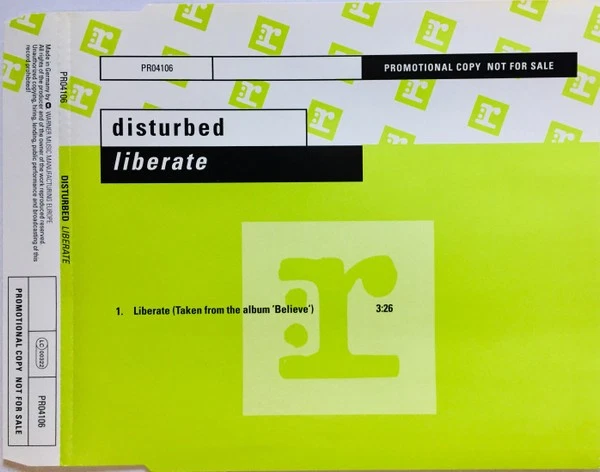 PR04106
PROMOTIONAL COPY NOT FOR SALE
disturbed
liberate
1. Liberate (Taken from the album 'Believe') 3:26
PR04106
DISTURBED LIBERATE
Made in Germany by WARNER MUSIC MANUFACTURING EUROPE
All rights of the producer and of the owner of the work reproduced reserved.
Unauthorized copying, hiring, lending, public performance and broadcasting of this
record prohibited
PROMOTIONAL COPY NOT FOR SALE
LC 00322
PR04106
r